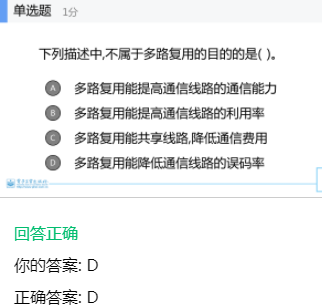 单选题 1分
下列描述中,不属于多路复用的目的的是( )。
A 多路复用能提高通信线路的通信能力
B 多路复用能提高通信线路的利用率
C 多路复用能共享线路,降低通信费用
D 多路复用能降低通信线路的误码率
回答正确
你的答案: D
正确答案: D